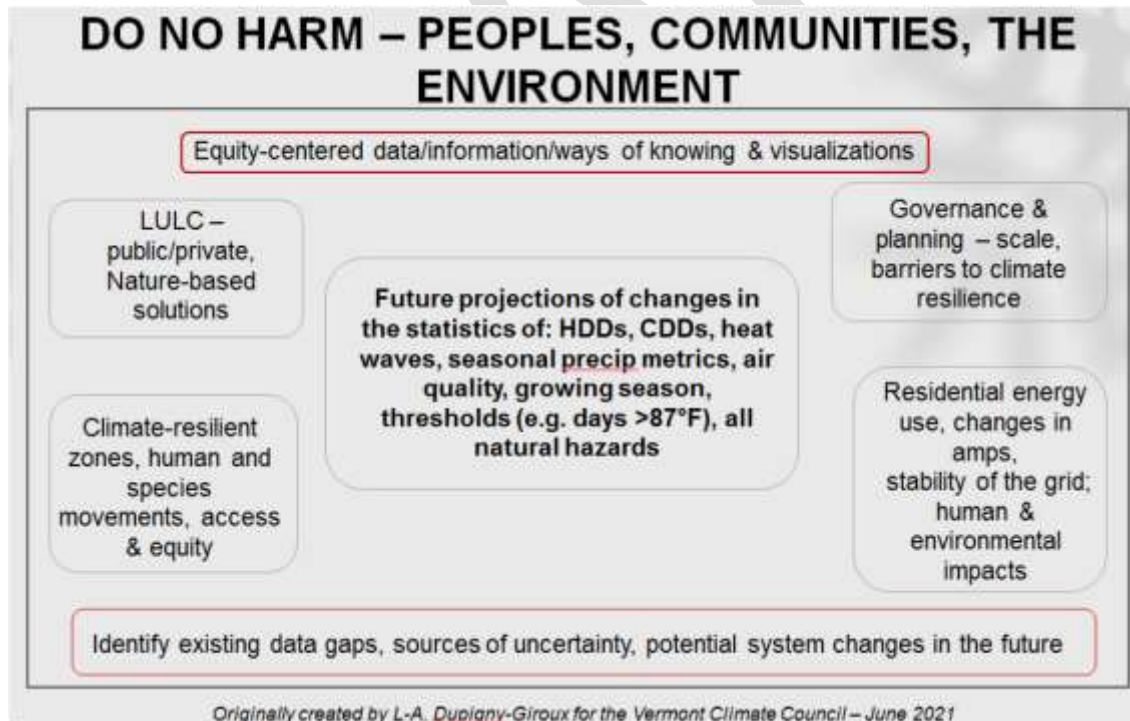 DO NO HARM – PEOPLES, COMMUNITIES, THE
ENVIRONMENT
Equity-centered data/information/ways of knowing & visualizations
LULC –
public/private,
Nature-based
solutions
Governance &
planning – scale,
barriers to climate
resilience
Future projections of changes in
the statistics of: HDDs, CDDs, heat
waves, seasonal precip metrics, air
quality, growing season,
thresholds (e.g. days >87°F), all
natural hazards
Climate-resilient
zones, human and
species
movements, access
& equity
Residential energy
use, changes in
amps,
stability of the grid;
human &
environmental
impacts
Identify existing data gaps, sources of uncertainty, potential system changes in the future
Originally created by L-A. Dupigny-Giroux for the Vermont Climate Council – June 2021